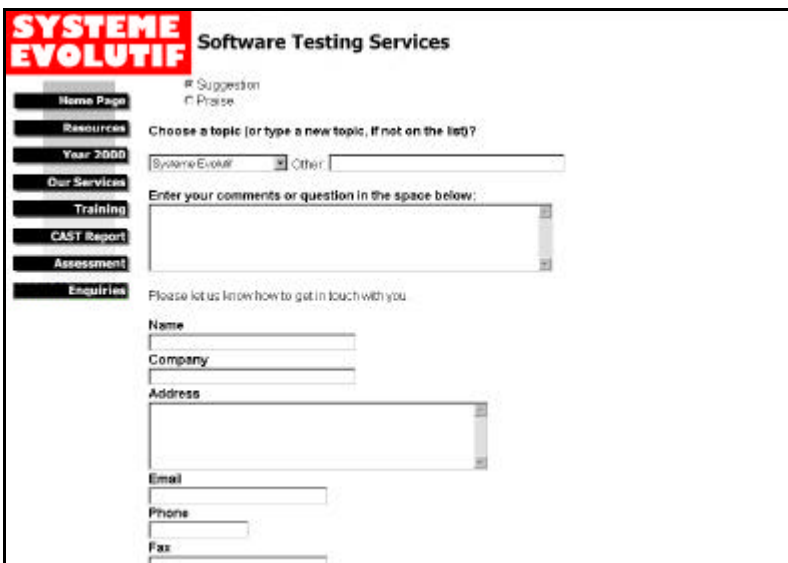 SYSTEME
EVOLUTIF
Software Testing Services
Suggestion
Praise
Home Page
Resources
Year 2000
Our Services
Training
CAST Report
Assessment
Enquiries
Choose a topic (or type a new topic, if not on the list)?
Systeme Evolutif Other:
Enter your comments or question in the space below:
Please let us know how to get in touch with you
Name
Company
Address
Email
Phone
Fax